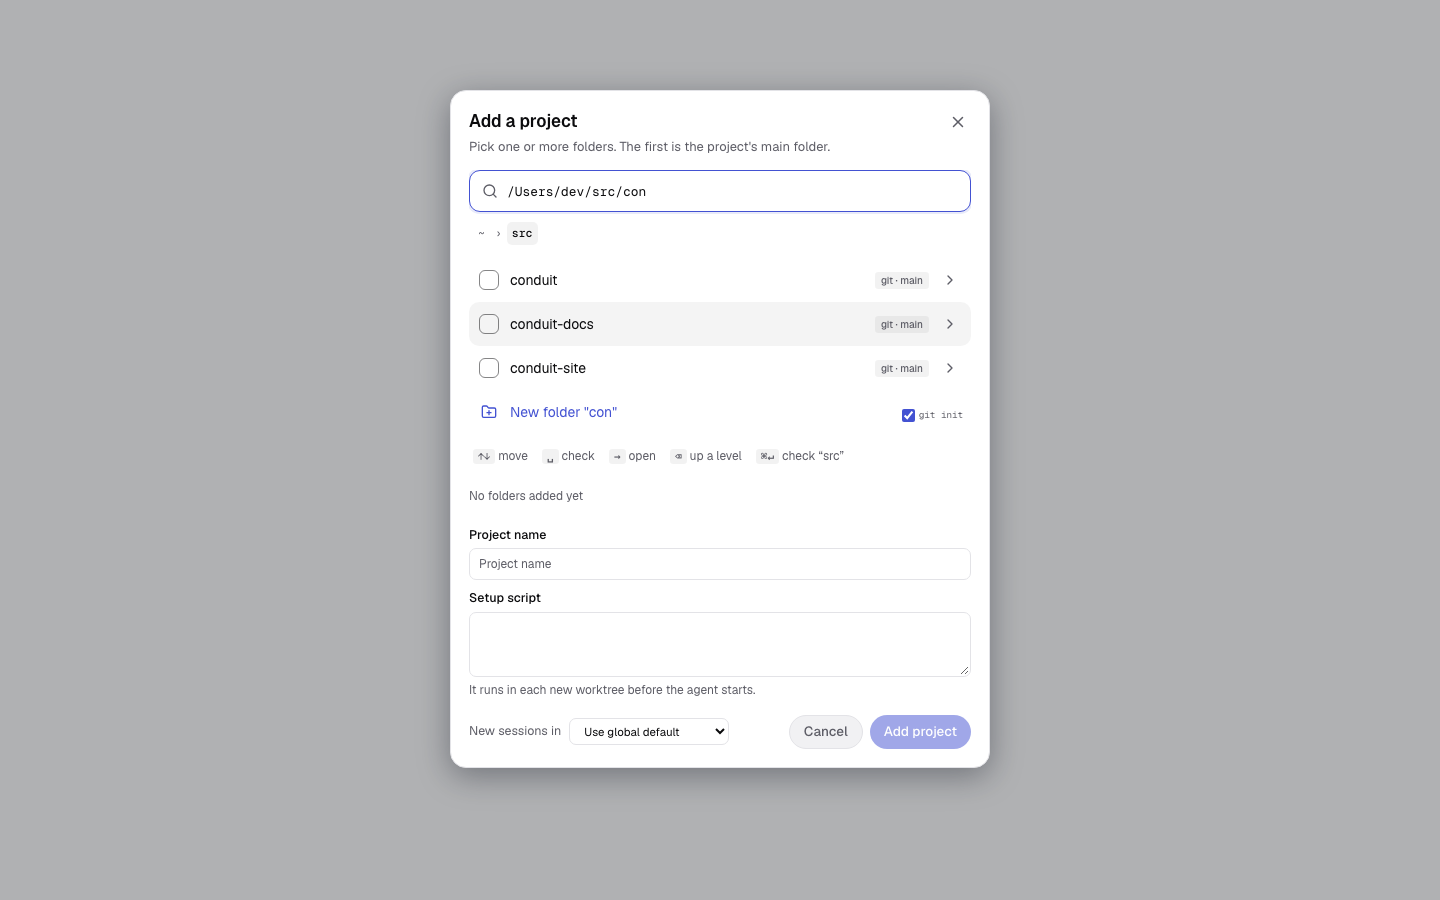 Add a project
Pick one or more folders. The first is the project's main folder.
/Users/dev/src/con
~ › src
conduit git · main
conduit-docs git · main
conduit-site git · main
New folder "con" git init
↑↓ move ␣ check → open ⌫ up a level ⌘↵ check “src”
No folders added yet
Project name
Project name
Setup script
It runs in each new worktree before the agent starts.
New sessions in Use global default Cancel Add project